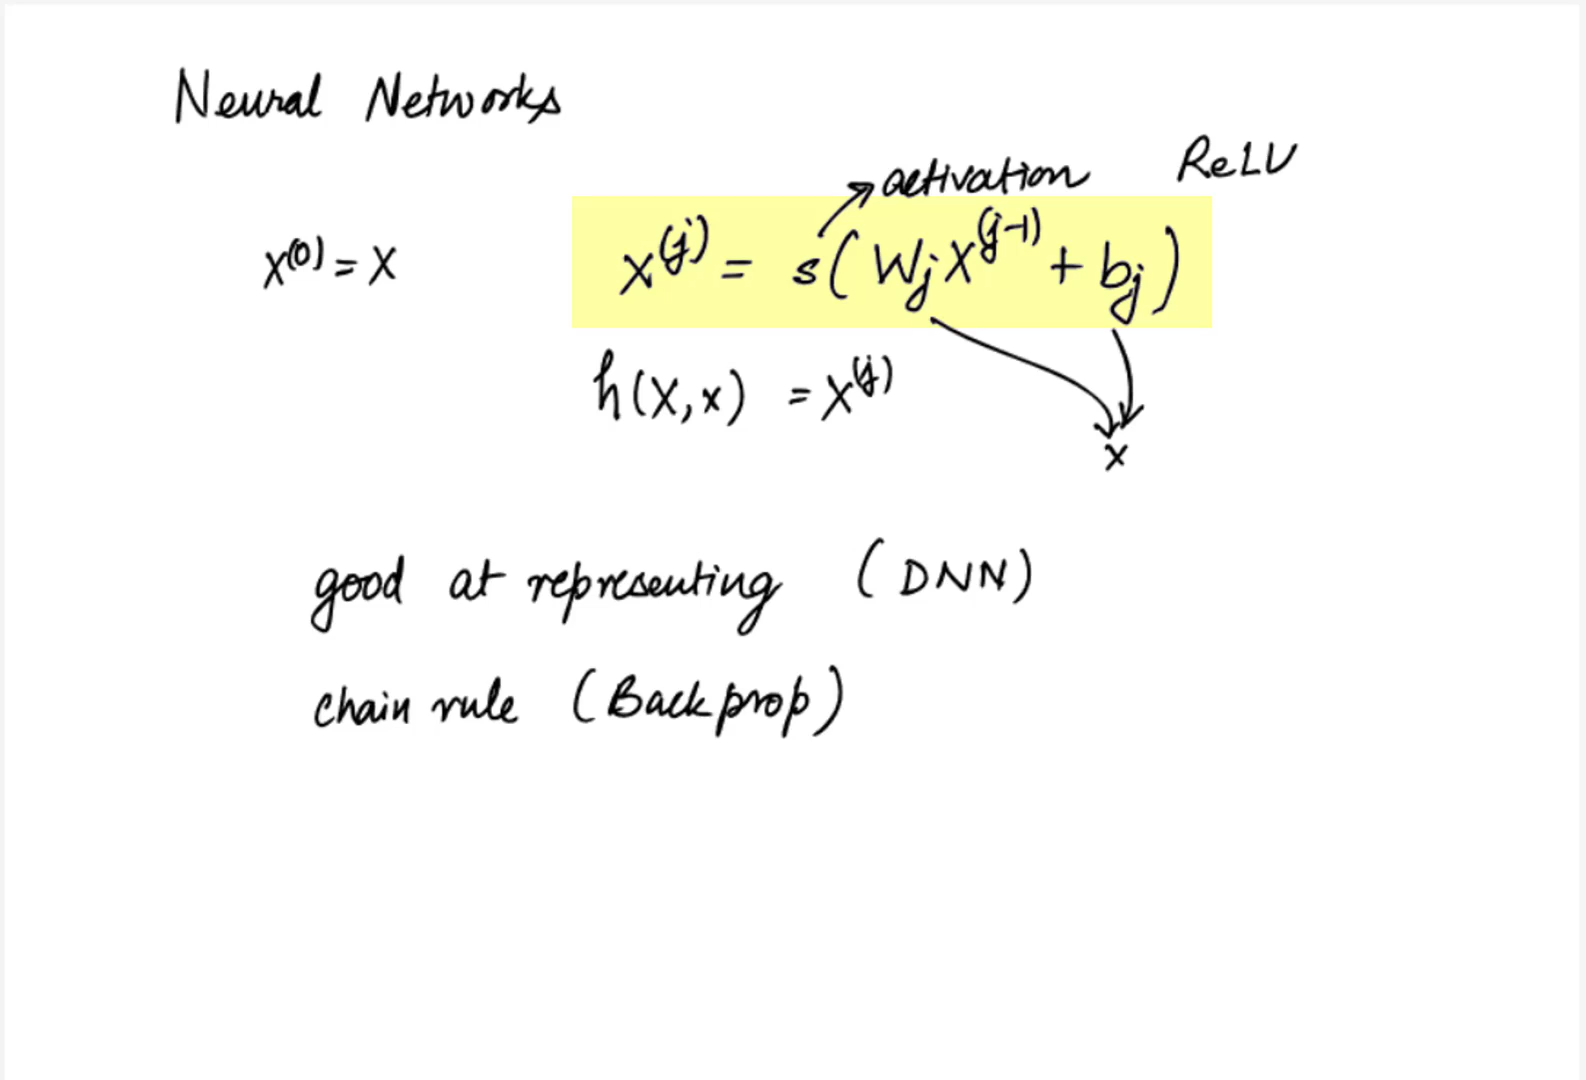 Neural Networks
activation ReLU
x^(0) = X
x^(j) = s(W_j x^(j-1) + b_j)
h(X, x) = x^(j)
x
good at representing (DNN)
chain rule (Backprop)